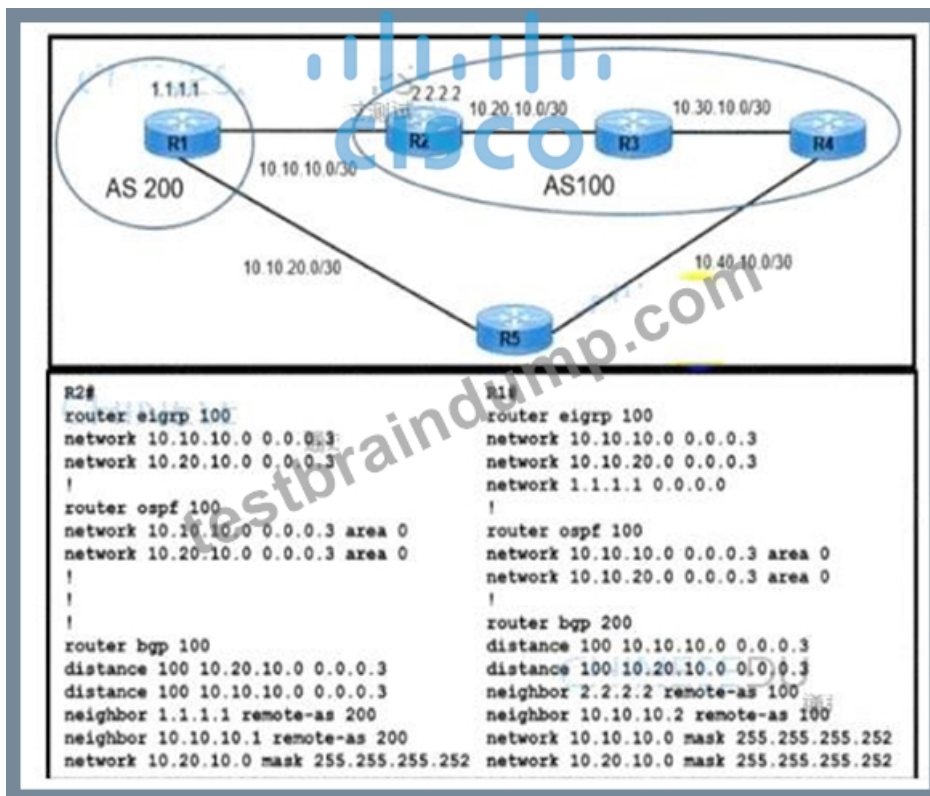 1.1.1.1
2.2.2.2
10.20.10.0/30
10.30.10.0/30
R1
R2
R3
R4
CISCO
10.10.10.0/30
AS 200
AS100
10.10.20.0/30
10.40.10.0/30
R5
testbraindump.com
R2#
router eigrp 100
network 10.10.10.0 0.0.0.3
network 10.20.10.0 0.0.0.3
!
router ospf 100
network 10.10.10.0 0.0.0.3 area 0
network 10.20.10.0 0.0.0.3 area 0
!
!
!
router bgp 100
distance 100 10.20.10.0 0.0.0.3
distance 100 10.10.10.0 0.0.0.3
neighbor 1.1.1.1 remote-as 200
neighbor 10.10.10.1 remote-as 200
network 10.20.10.0 mask 255.255.255.252
R1#
router eigrp 100
network 10.10.10.0 0.0.0.3
network 10.10.20.0 0.0.0.3
network 1.1.1.1 0.0.0.0
!
router ospf 100
network 10.10.10.0 0.0.0.3 area 0
network 10.10.20.0 0.0.0.3 area 0
!
router bgp 200
distance 100 10.10.10.0 0.0.0.3
distance 100 10.20.10.0 0.0.0.3
neighbor 2.2.2.2 remote-as 100
neighbor 10.10.10.2 remote-as 100
network 10.10.10.0 mask 255.255.255.252
network 10.20.10.0 mask 255.255.255.252